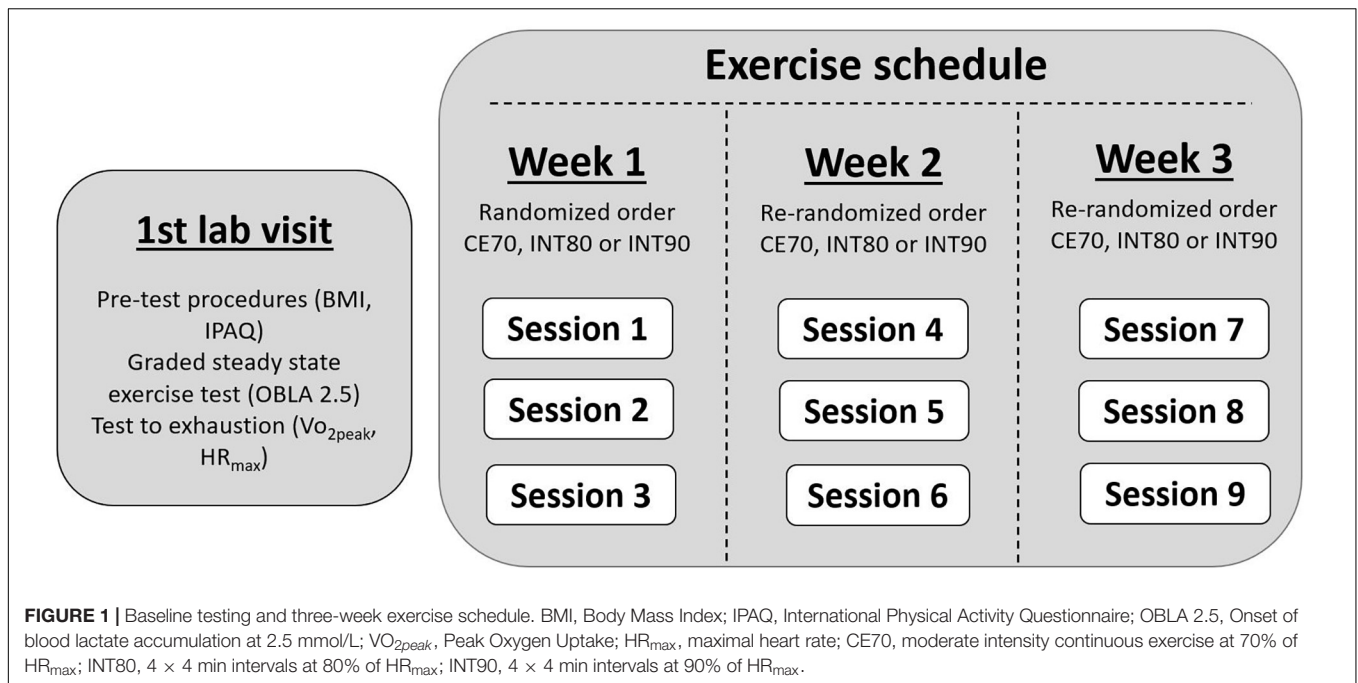 Exercise schedule
1st lab visit
Pre-test procedures (BMI,
IPAQ)
Graded steady state
exercise test (OBLA 2.5)
Test to exhaustion (Vo2peak,
HRmax)
Week 1
Randomized order
CE70, INT80 or INT90
Session 1
Session 2
Session 3
Week 2
Re-randomized order
CE70, INT80 or INT90
Session 4
Session 5
Session 6
Week 3
Re-randomized order
CE70, INT80 or INT90
Session 7
Session 8
Session 9
FIGURE 1 | Baseline testing and three-week exercise schedule. BMI, Body Mass Index; IPAQ, International Physical Activity Questionnaire; OBLA 2.5, Onset of
blood lactate accumulation at 2.5 mmol/L; VO2peak, Peak Oxygen Uptake; HRmax, maximal heart rate; CE70, moderate intensity continuous exercise at 70% of
HRmax; INT80, 4 × 4 min intervals at 80% of HRmax; INT90, 4 × 4 min intervals at 90% of HRmax.